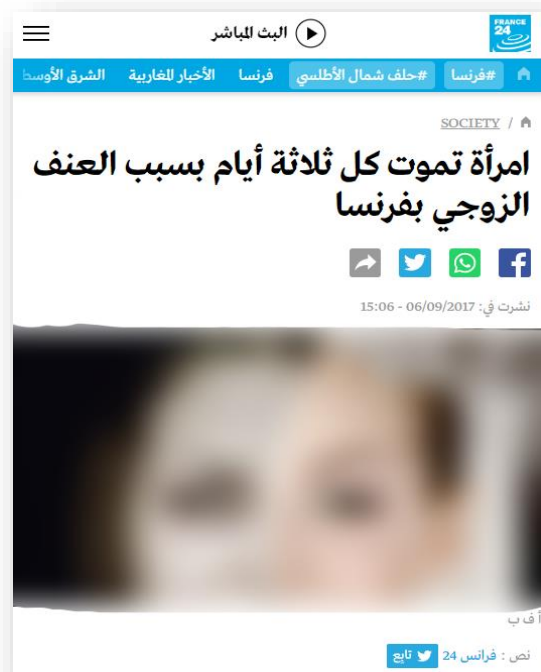 البث المباشر
FRANCE
24
#فرنسا #حلف شمال الأطلسي فرنسا الأخبار المغاربية الشرق الأوسط
SOCIETY /
امرأة تموت كل ثلاثة أيام بسبب العنف
الزوجي بفرنسا
نشرت في: 06/09/2017 - 15:06
أ ف ب
نص : فرانس 24 تابع